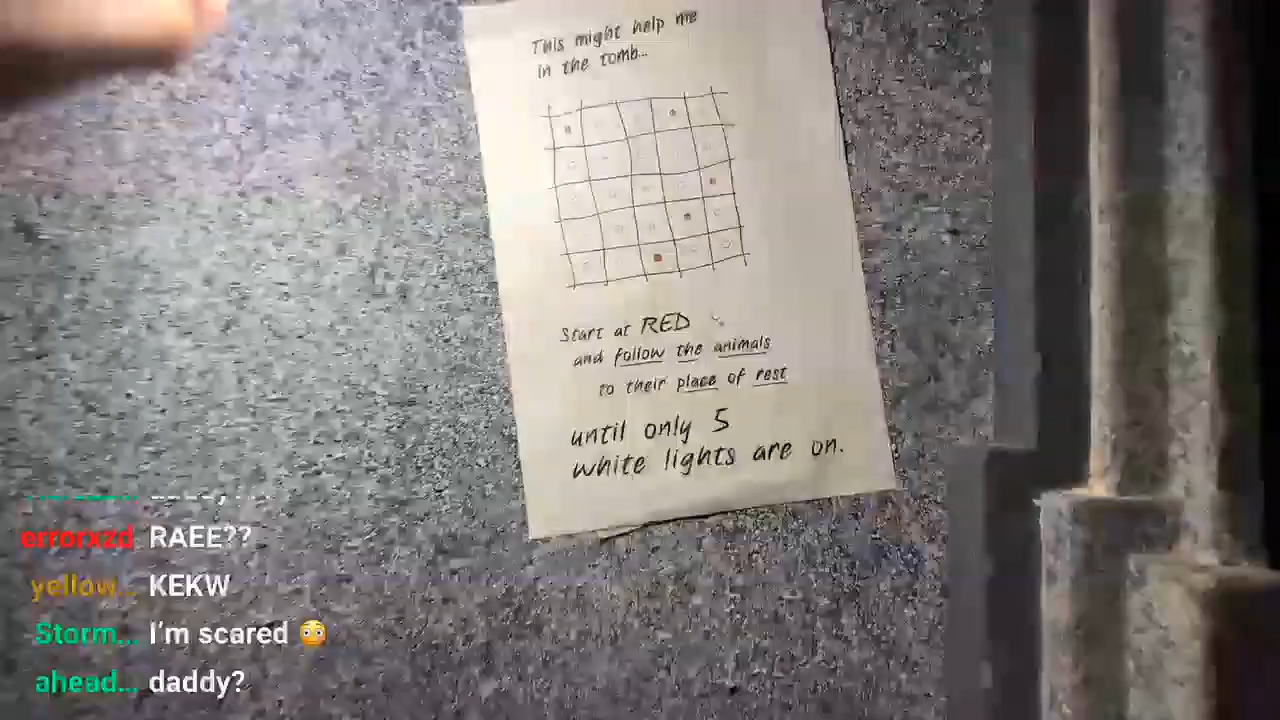 This might help me
in the tomb...
Start at RED
and follow the animals
to their place of rest
until only 5
white lights are on.
errorxzd RAEE??
yellow... KEKW
Storm... I'm scared 😳
ahead... daddy?